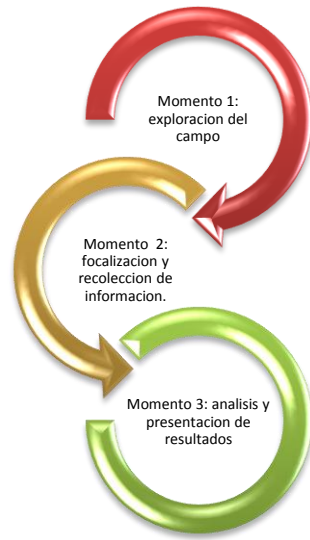 Momento 1:
exploracion del
campo
Momento 2:
focalizacion y
recoleccion de
informacion.
Momento 3: analisis y
presentacion de
resultados